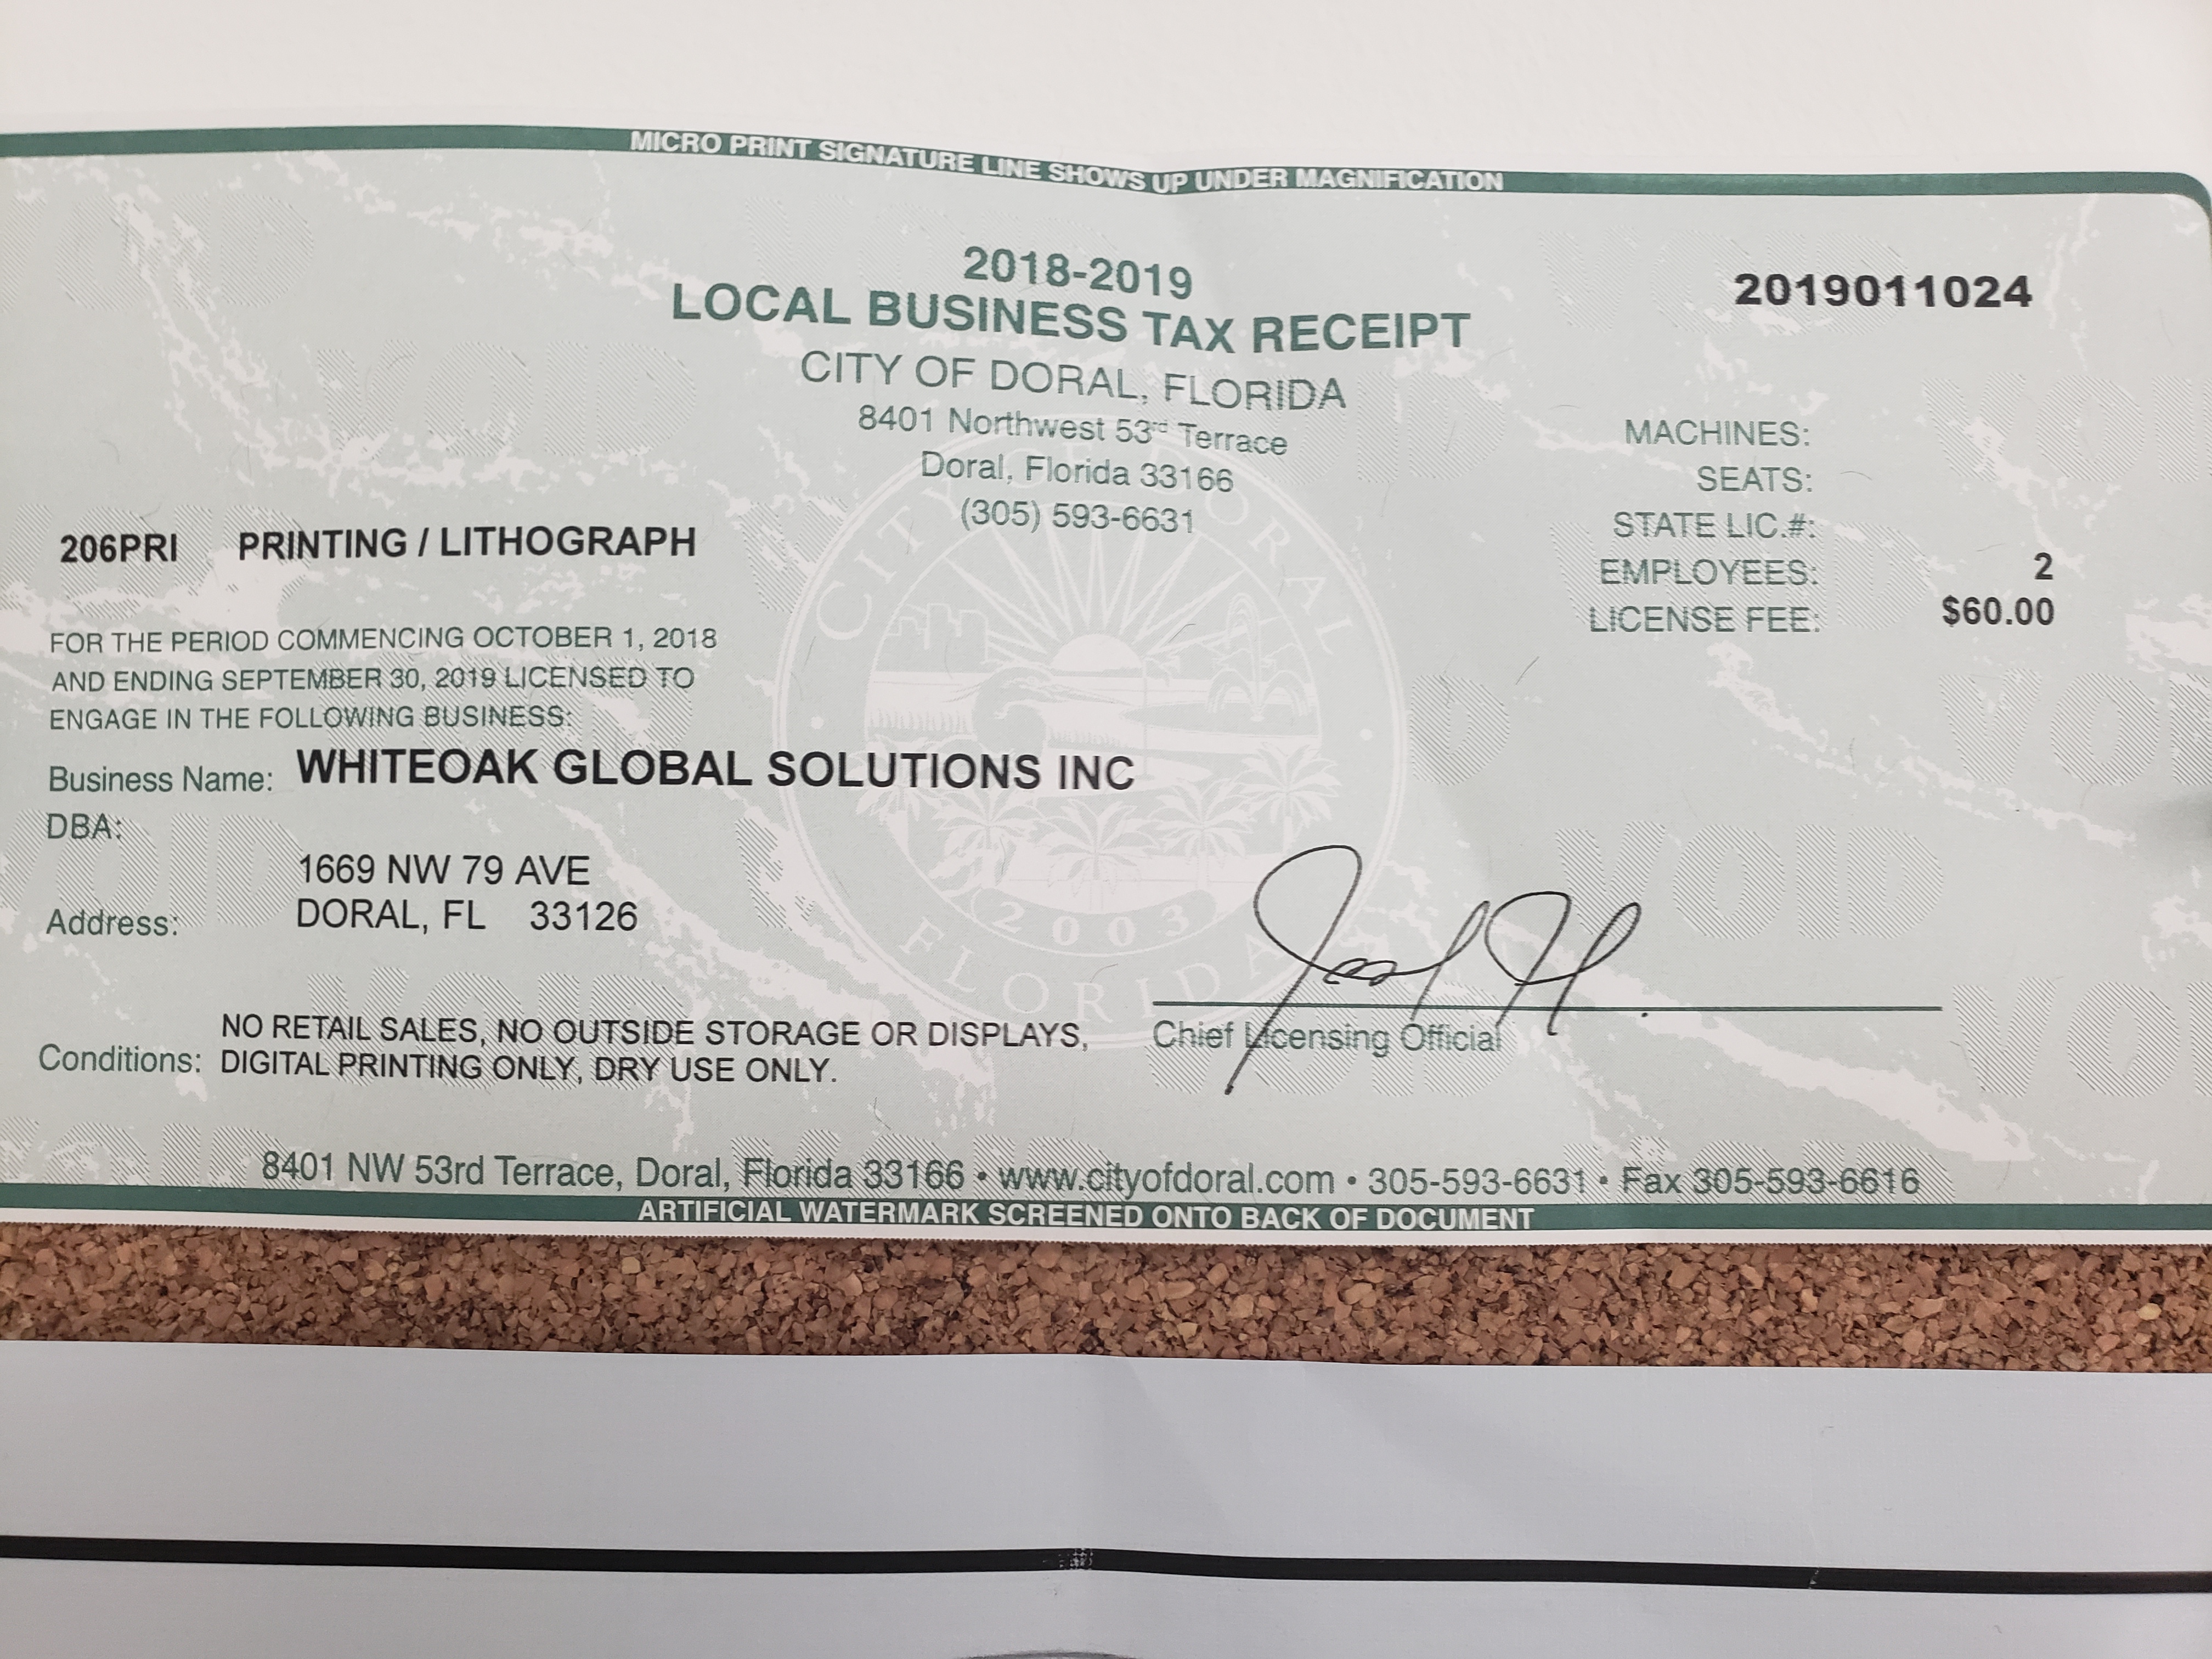 MICRO PRINT SIGNATURE LINE SHOWS UP UNDER MAGNIFICATION
2018-2019
LOCAL BUSINESS TAX RECEIPT
CITY OF DORAL, FLORIDA
8401 Northwest 53rd Terrace
Doral, Florida 33166
(305) 593-6631
2019011024
MACHINES:
SEATS:
STATE LIC.#:
EMPLOYEES: 2
LICENSE FEE: $60.00
206PRI PRINTING / LITHOGRAPH
FOR THE PERIOD COMMENCING OCTOBER 1, 2018
AND ENDING SEPTEMBER 30, 2019 LICENSED TO
ENGAGE IN THE FOLLOWING BUSINESS:
Business Name: WHITEOAK GLOBAL SOLUTIONS INC
DBA:
1669 NW 79 AVE
Address: DORAL, FL 33126
NO RETAIL SALES, NO OUTSIDE STORAGE OR DISPLAYS,
Conditions: DIGITAL PRINTING ONLY, DRY USE ONLY.
Chief Licensing Official
CITY OF DORAL
2003
FLORIDA
VOID
8401 NW 53rd Terrace, Doral, Florida 33166 • www.cityofdoral.com • 305-593-6631 • Fax 305-593-6616
ARTIFICIAL WATERMARK SCREENED ONTO BACK OF DOCUMENT